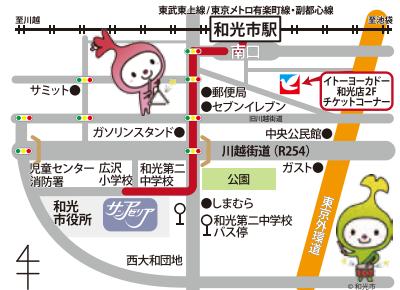 東武東上線/東京メトロ有楽町線・副都心線
至川越
和光市駅
至池袋
南口
イトーヨーカドー
和光店2F
チケットコーナー
サミット
郵便局
セブンイレブン
旧川越街道
ガソリンスタンド
中央公民館
川越街道 (R254)
児童センター
消防署
広沢
小学校
和光第二
中学校
ガスト
公園
東京外環道
和光
市役所
サンアゼリア
しまむら
和光第二中学校
バス停
西大和団地
© 和光市